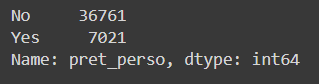 No     36761
Yes     7021
Name: pret_perso, dtype: int64